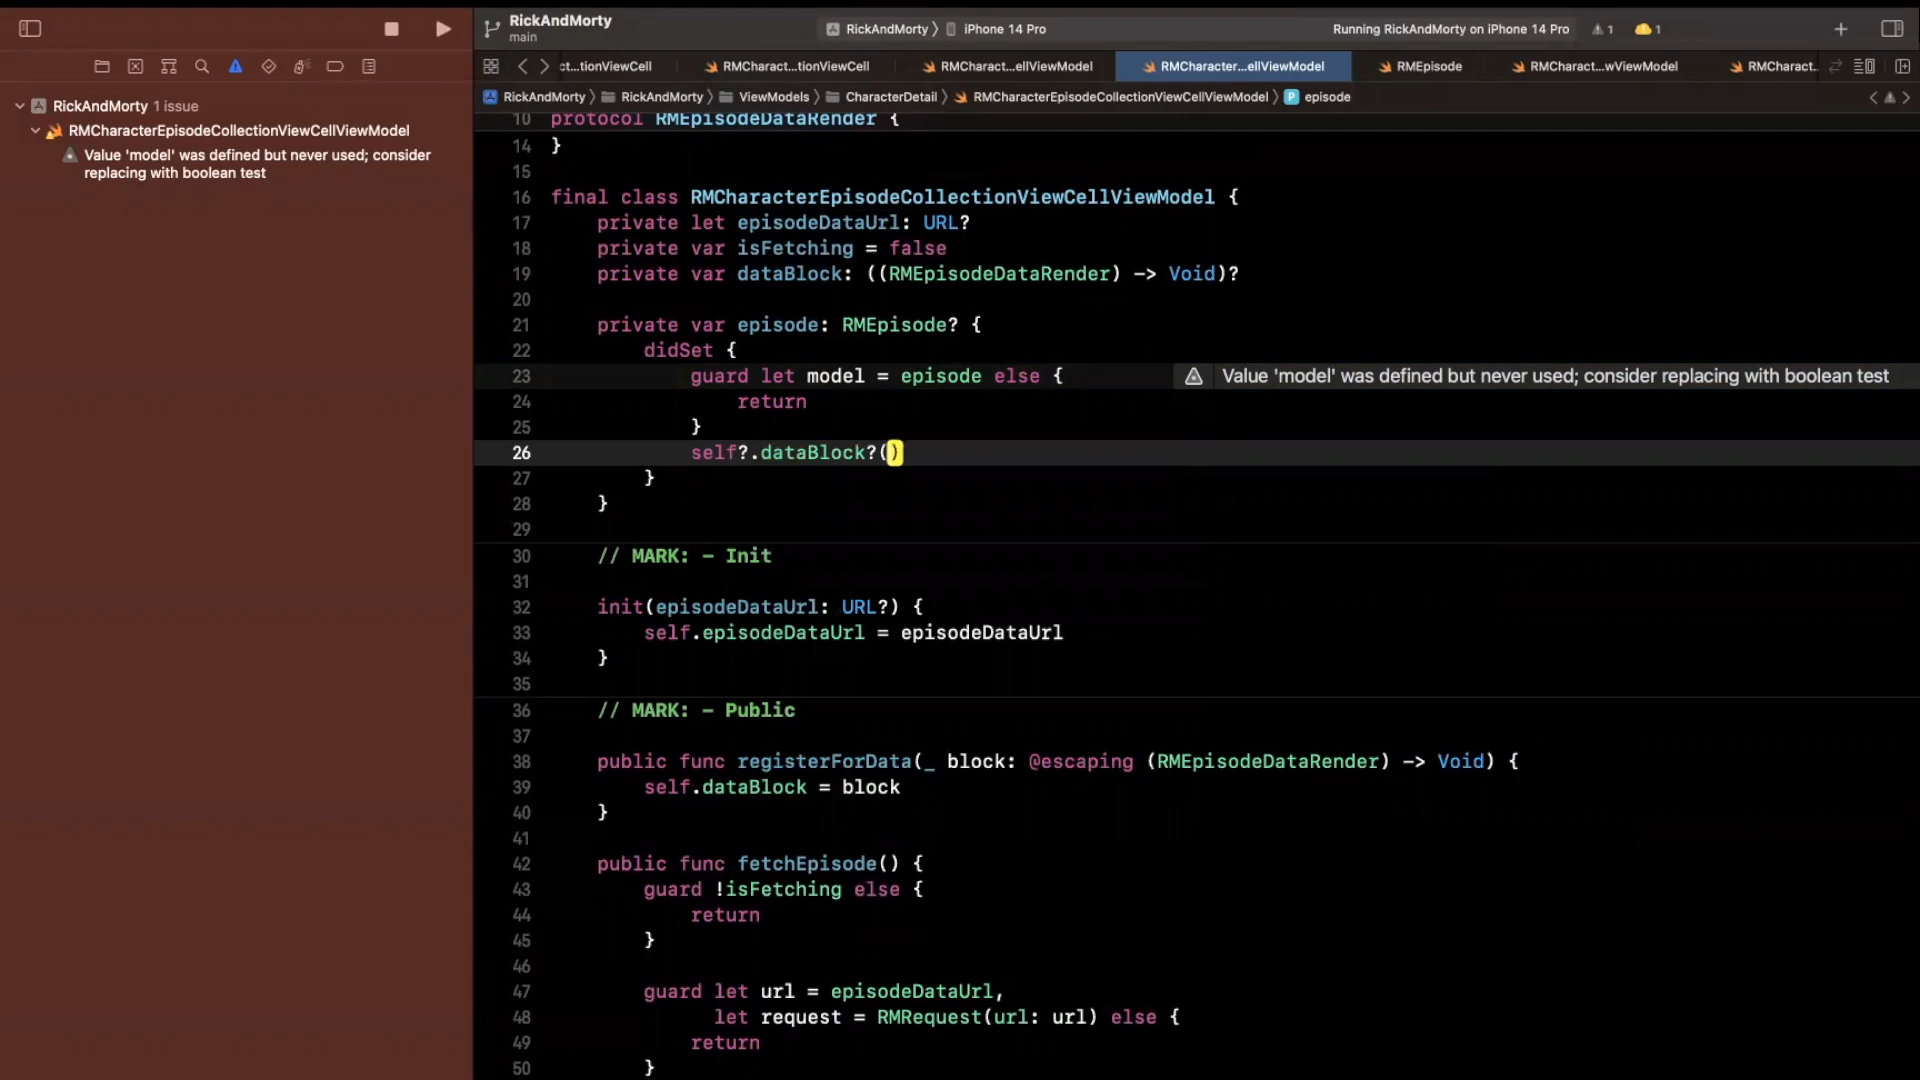 RickAndMorty
main
RickAndMorty 〉 iPhone 14 Pro
Running RickAndMorty on iPhone 14 Pro
1
1
ct...tionViewCell
RMCharact...tionViewCell
RMCharact...ellViewModel
RMCharacter...ellViewModel
RMEpisode
RMCharact...wViewModel
RMCharact..
RickAndMorty 〉 RickAndMorty 〉 ViewModels 〉 CharacterDetail 〉 RMCharacterEpisodeCollectionViewCellViewModel 〉 P episode
RickAndMorty 1 issue
RMCharacterEpisodeCollectionViewCellViewModel
Value 'model' was defined but never used; consider
replacing with boolean test
10 protocol RMEpisodeDataRender {
14 }
15
16 final class RMCharacterEpisodeCollectionViewCellViewModel {
17 private let episodeDataUrl: URL?
18 private var isFetching = false
19 private var dataBlock: ((RMEpisodeDataRender) -> Void)?
20
21 private var episode: RMEpisode? {
22 didSet {
23 guard let model = episode else { Value 'model' was defined but never used; consider replacing with boolean test
24 return
25 }
26 self?.dataBlock?()
27 }
28 }
29
30 // MARK: - Init
31
32 init(episodeDataUrl: URL?) {
33 self.episodeDataUrl = episodeDataUrl
34 }
35
36 // MARK: - Public
37
38 public func registerForData(_ block: @escaping (RMEpisodeDataRender) -> Void) {
39 self.dataBlock = block
40 }
41
42 public func fetchEpisode() {
43 guard !isFetching else {
44 return
45 }
46
47 guard let url = episodeDataUrl,
48 let request = RMRequest(url: url) else {
49 return
50 }